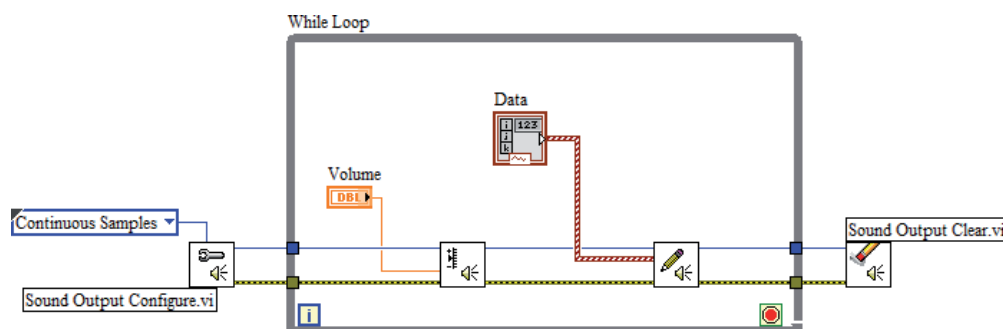 While Loop
Data
i
j
k
123
Volume
DBL
Continuous Samples
Sound Output Clear.vi
Sound Output Configure.vi
i